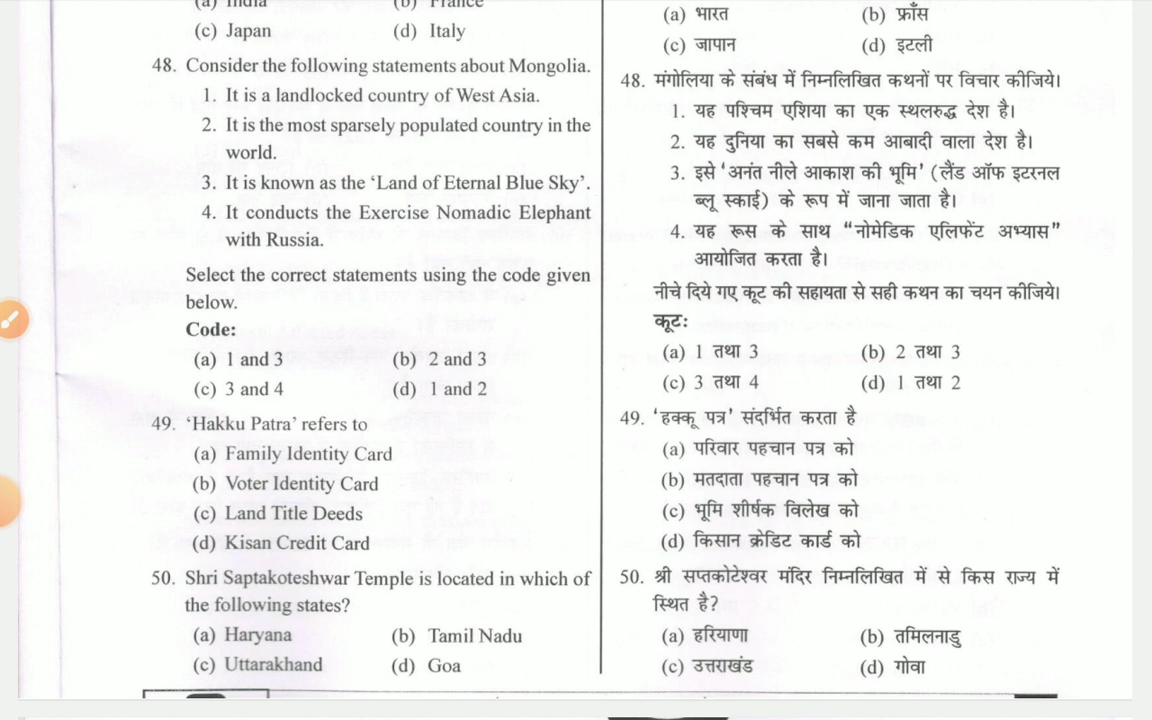 (a) India (b) France
(c) Japan (d) Italy
48. Consider the following statements about Mongolia.
1. It is a landlocked country of West Asia.
2. It is the most sparsely populated country in the
world.
3. It is known as the ‘Land of Eternal Blue Sky’.
4. It conducts the Exercise Nomadic Elephant
with Russia.
Select the correct statements using the code given
below.
Code:
(a) 1 and 3 (b) 2 and 3
(c) 3 and 4 (d) 1 and 2
49. ‘Hakku Patra’ refers to
(a) Family Identity Card
(b) Voter Identity Card
(c) Land Title Deeds
(d) Kisan Credit Card
50. Shri Saptakoteshwar Temple is located in which of
the following states?
(a) Haryana (b) Tamil Nadu
(c) Uttarakhand (d) Goa
(a) भारत (b) फ्राँस
(c) जापान (d) इटली
48. मंगोलिया के संबंध में निम्नलिखित कथनों पर विचार कीजिये।
1. यह पश्चिम एशिया का एक स्थलरुद्ध देश है।
2. यह दुनिया का सबसे कम आबादी वाला देश है।
3. इसे ‘अनंत नीले आकाश की भूमि’ (लैंड ऑफ इटरनल
ब्लू स्काई) के रूप में जाना जाता है।
4. यह रूस के साथ “नोमेडिक एलिफेंट अभ्यास”
आयोजित करता है।
नीचे दिये गए कूट की सहायता से सही कथन का चयन कीजिये।
कूटः
(a) 1 तथा 3 (b) 2 तथा 3
(c) 3 तथा 4 (d) 1 तथा 2
49. ‘हक्कू पत्र’ संदर्भित करता है
(a) परिवार पहचान पत्र को
(b) मतदाता पहचान पत्र को
(c) भूमि शीर्षक विलेख को
(d) किसान क्रेडिट कार्ड को
50. श्री सप्तकोटेश्वर मंदिर निम्नलिखित में से किस राज्य में
स्थित है?
(a) हरियाणा (b) तमिलनाडु
(c) उत्तराखंड (d) गोवा